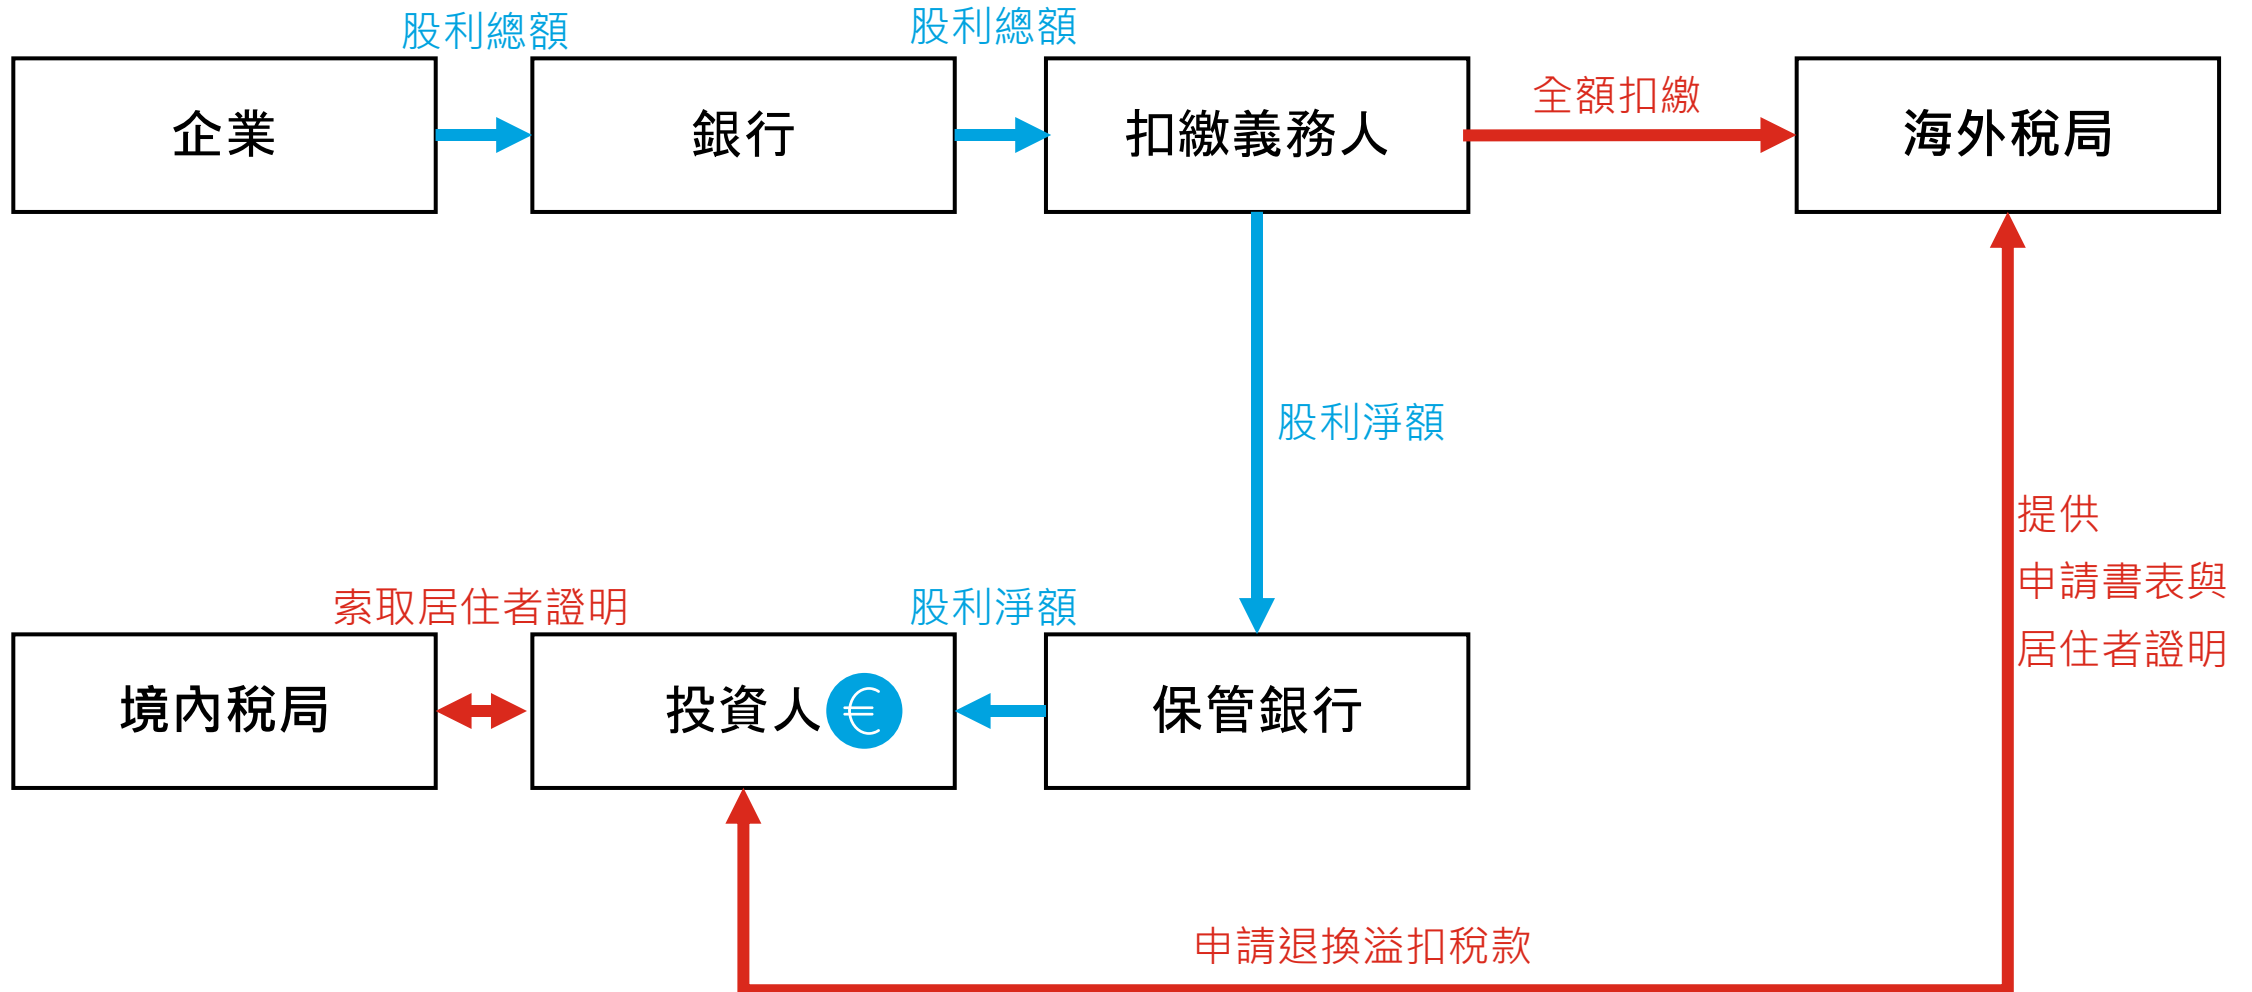 股利總額
股利總額
企業
銀行
扣繳義務人
全額扣繳
海外稅局
股利淨額
提供
申請書表與
居住者證明
索取居住者證明
股利淨額
境內稅局
投資人
€
保管銀行
申請退換溢扣稅款